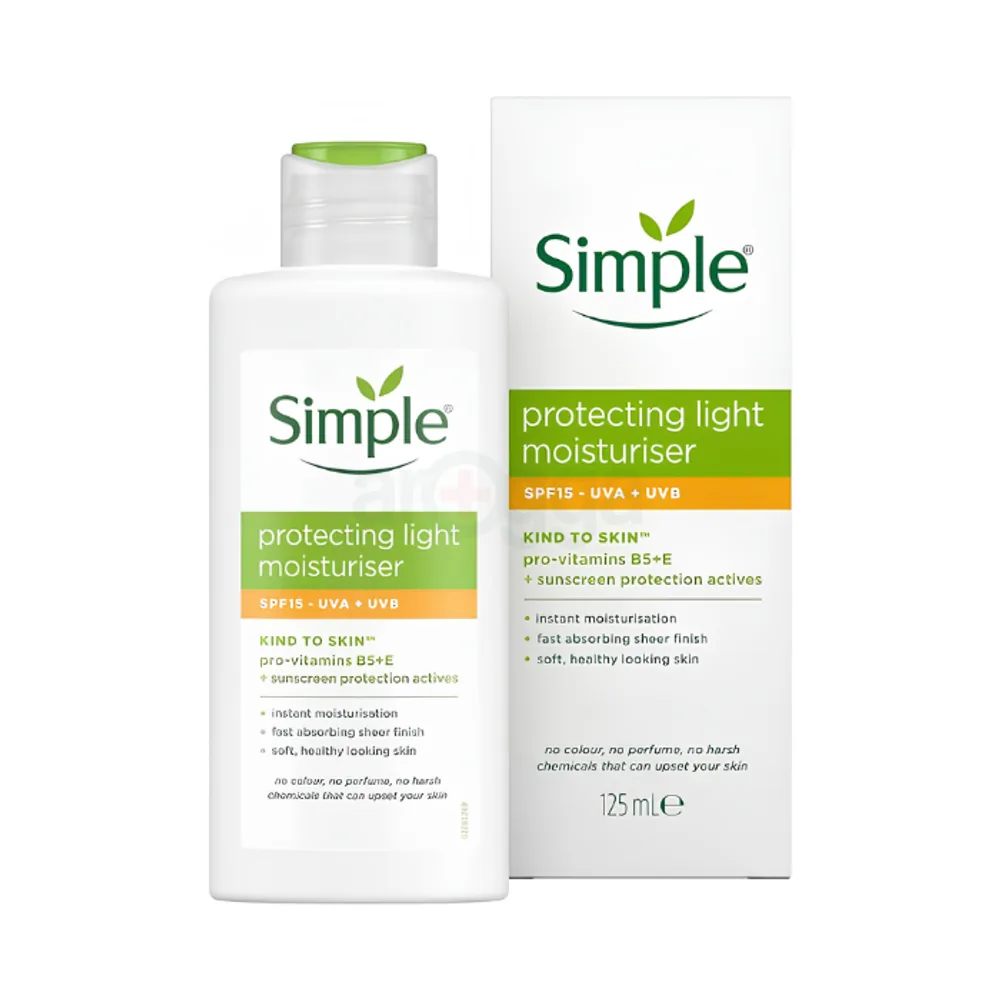 Simple®
protecting light
moisturiser
SPF15 - UVA + UVB
KIND TO SKIN™
pro-vitamins B5+E
+ sunscreen protection actives
• instant moisturisation
• fast absorbing sheer finish
• soft, healthy looking skin
no colour, no perfume, no harsh
chemicals that can upset your skin
Simple®
protecting light
moisturiser
SPF15 - UVA + UVB
KIND TO SKIN™
pro-vitamins B5+E
+ sunscreen protection actives
• instant moisturisation
• fast absorbing sheer finish
• soft, healthy looking skin
no colour, no perfume, no harsh
chemicals that can upset your skin
125 mL℮